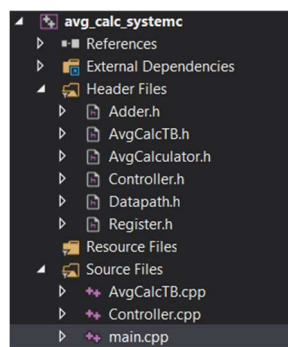 avg_calc_systemc
References
External Dependencies
Header Files
Adder.h
AvgCalcTB.h
AvgCalculator.h
Controller.h
Datapath.h
Register.h
Resource Files
Source Files
AvgCalcTB.cpp
Controller.cpp
main.cpp